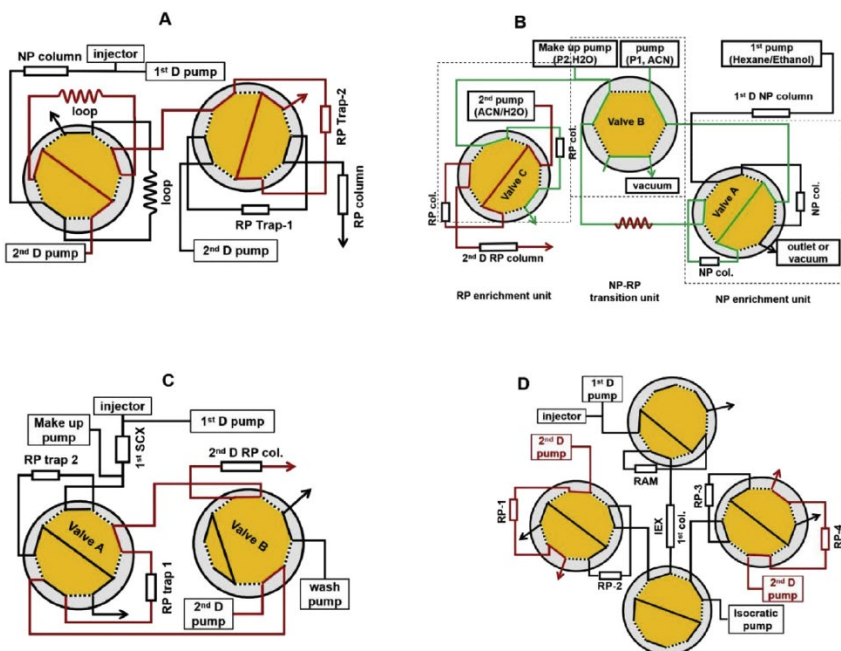 A
NP column
injector
1st D pump
loop
loop
RP Trap-2
RP column
RP Trap-1
2nd D pump
2nd D pump
B
Make up pump
(P2,H2O)
pump
(P1, ACN)
1st pump
(Hexane/Ethanol)
2nd pump
(ACN/H2O)
1st D NP column
Valve B
RP col.
Valve C
vacuum
RP col.
Valve A
NP col.
NP col.
outlet or
vacuum
2nd D RP column
RP enrichment unit
NP-RP
transition unit
NP enrichment unit
C
injector
Make up
pump
1st D pump
1st SCX
RP trap 2
2nd D RP col.
Valve A
Valve B
RP trap 1
2nd D
pump
wash
pump
D
1st D
pump
injector
2nd D
pump
RAM
RP-1
RP-3
IEX
1st col.
RP-4
RP-2
2nd D
pump
Isocratic
pump